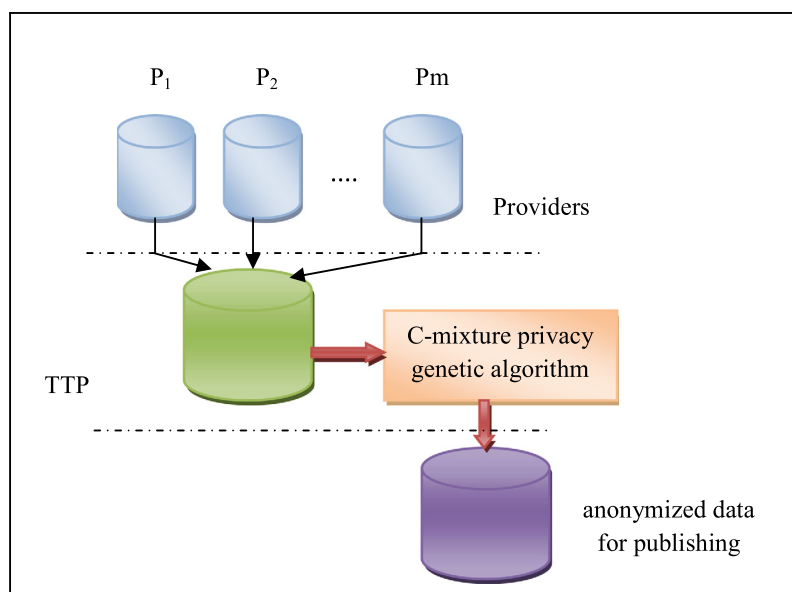 P₁ P₂ Pm
....
Providers
C-mixture privacy
genetic algorithm
TTP
anonymized data
for publishing